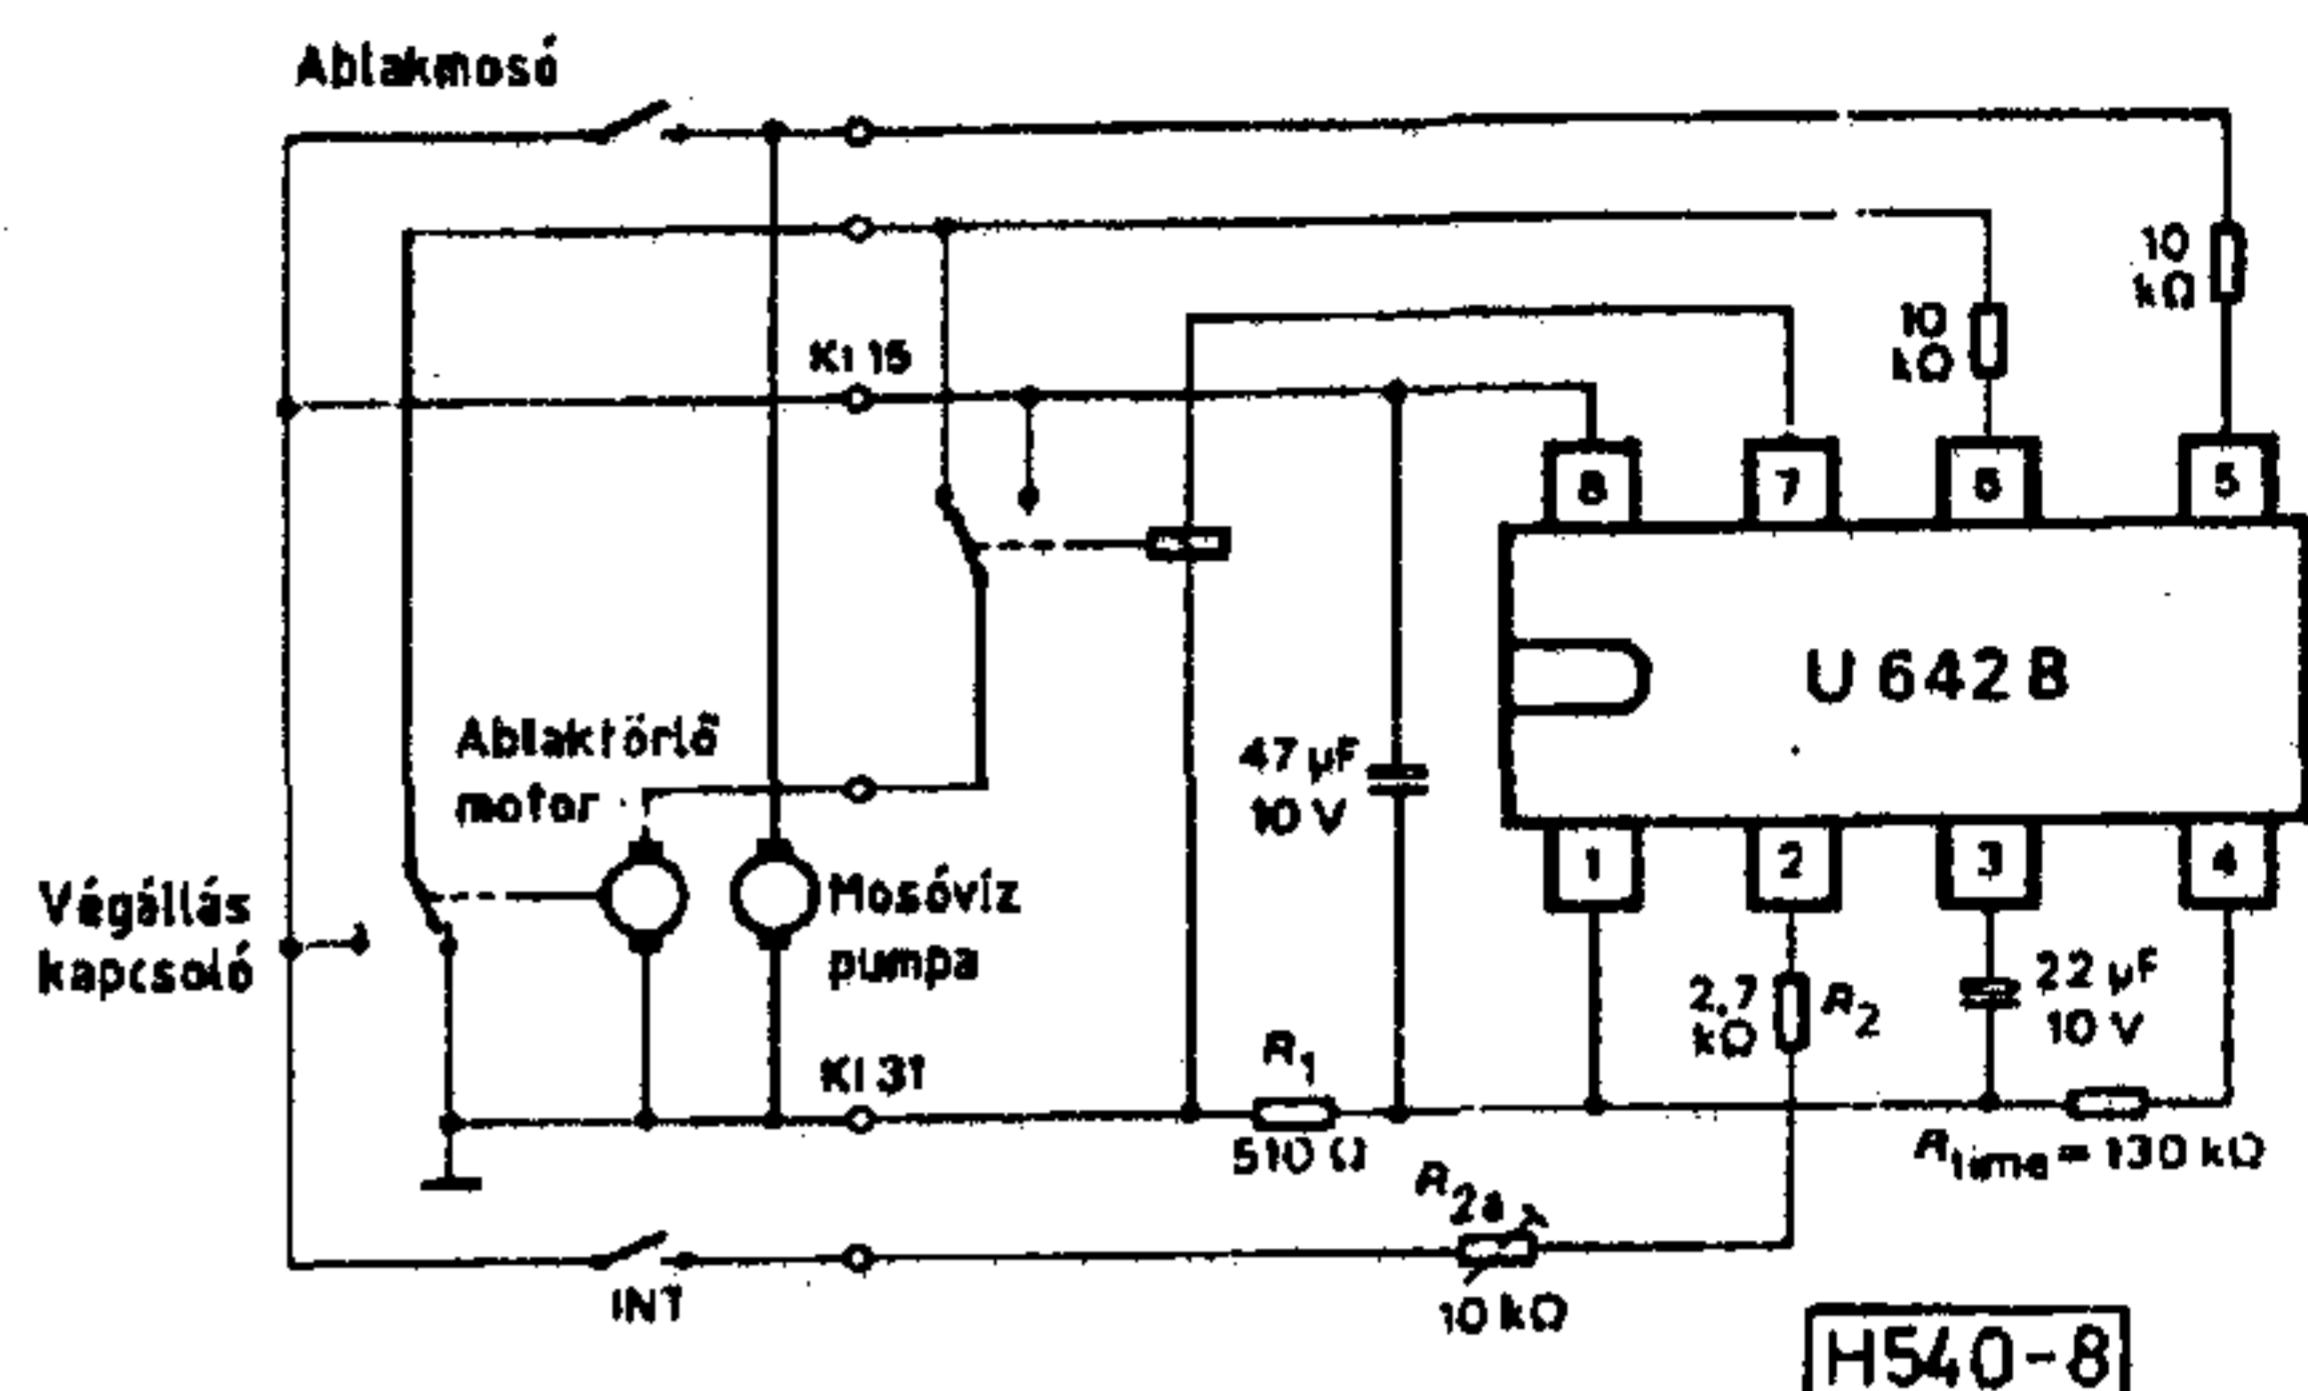 Ablakmosó
10
kΩ
10
kΩ
Kl 15
8
7
6
5
U 642 B
Ablaktörlő
motor
47 µF
10 V
1
2
3
4
Végállás
kapcsoló
Mosóvíz
pumpa
2,7
kΩ
R2
22 µF
10 V
Kl 31
R1
510 Ω
Rtime = 130 kΩ
R2a
10 kΩ
INT
H540-8